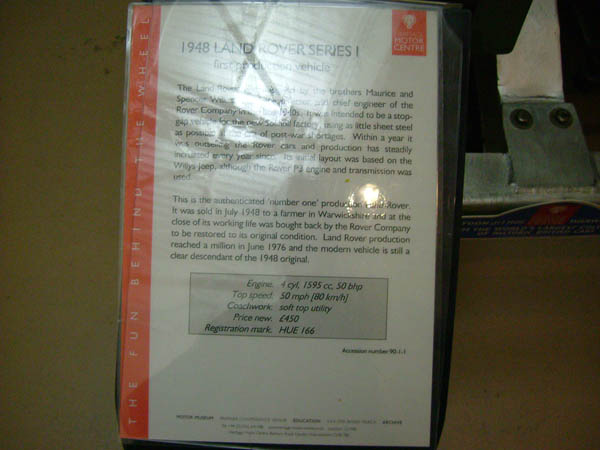 HERITAGE
MOTOR
CENTRE
THE FUN BEHIND THE WHEEL
1948 LAND ROVER SERIES I
first production vehicle
The Land Rover by the brothers Maurice and
Spencer and chief engineer of the
Rover Company in It was intended to be a stop-
gap vehicle for the new Solihull factory, using as little sheet steel
as possible of post-war shortages. Within a year it
was outselling the Rover cars and production has steadily
increased every year since. Its initial layout was based on the
Willys Jeep, although the Rover P3 engine and transmission was
used.
This is the authenticated 'number one' production Land Rover.
It was sold in July 1948 to a farmer in Warwickshire and at the
close of its working life was bought back by the Rover Company
to be restored to its original condition. Land Rover production
reached a million in June 1976 and the modern vehicle is still a
clear descendant of the 1948 original.
Engine. 4 cyl, 1595 cc, 50 bhp
Top speed. 50 mph [80 km/h]
Coachwork. soft top utility
Price new. £450
Registration mark. HUE 166
Accession number 90.1.1
MOTOR MUSEUM EDUCATION ARCHIVE